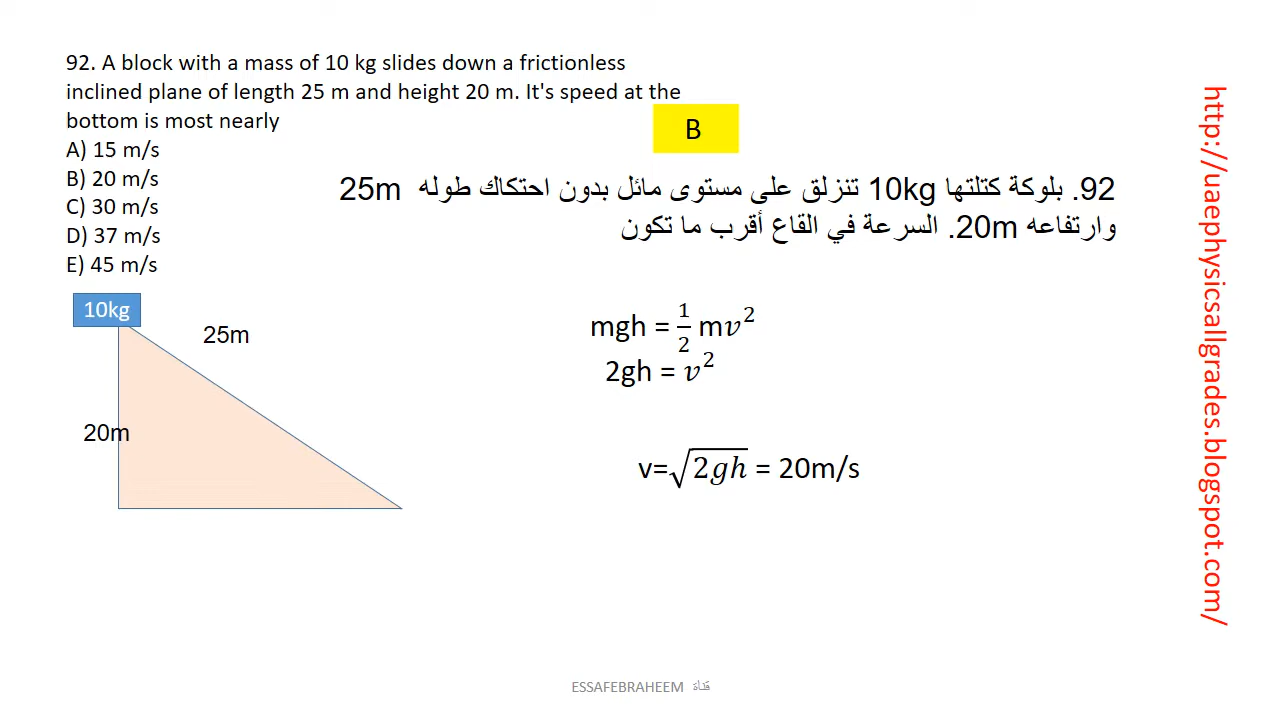 92. A block with a mass of 10 kg slides down a frictionless
inclined plane of length 25 m and height 20 m. It's speed at the
bottom is most nearly
A) 15 m/s
B) 20 m/s
C) 30 m/s
D) 37 m/s
E) 45 m/s
B
92. بلوكة كتلتها 10kg تنزلق على مستوى مائل بدون احتكاك طوله 25m
وارتفاعه 20m. السرعة في القاع أقرب ما تكون
10kg
25m
20m
mgh = 1/2 mv²
2gh = v²
v=√2gh = 20m/s
http://uaephysicsallgrades.blogspot.com/
ESSAFEBRAHEEM قناة